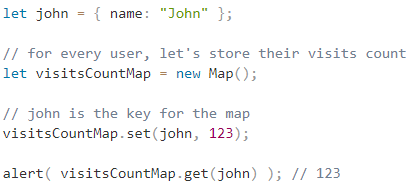 let john = { name: "John" };
// for every user, let's store their visits count
let visitsCountMap = new Map();
// john is the key for the map
visitsCountMap.set(john, 123);
alert( visitsCountMap.get(john) ); // 123